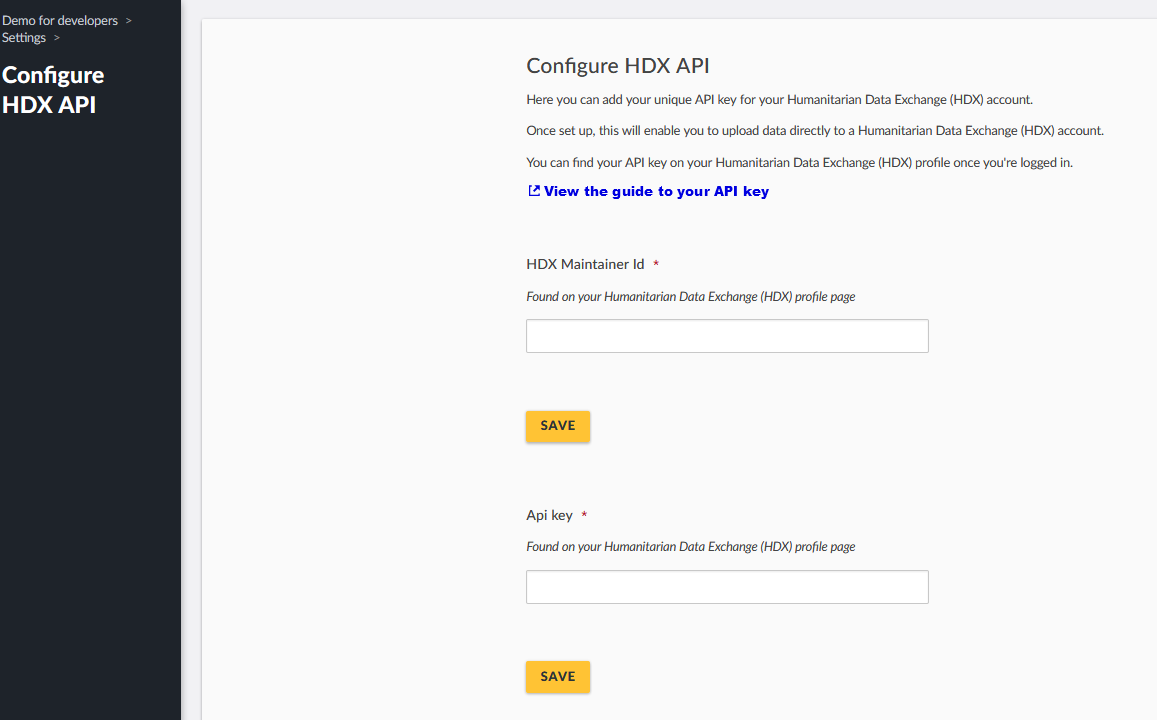 Demo for developers >
Settings >
Configure
HDX API
Configure HDX API
Here you can add your unique API key for your Humanitarian Data Exchange (HDX) account.
Once set up, this will enable you to upload data directly to a Humanitarian Data Exchange (HDX) account.
You can find your API key on your Humanitarian Data Exchange (HDX) profile once you're logged in.
View the guide to your API key
HDX Maintainer Id *
Found on your Humanitarian Data Exchange (HDX) profile page
SAVE
Api key *
Found on your Humanitarian Data Exchange (HDX) profile page
SAVE